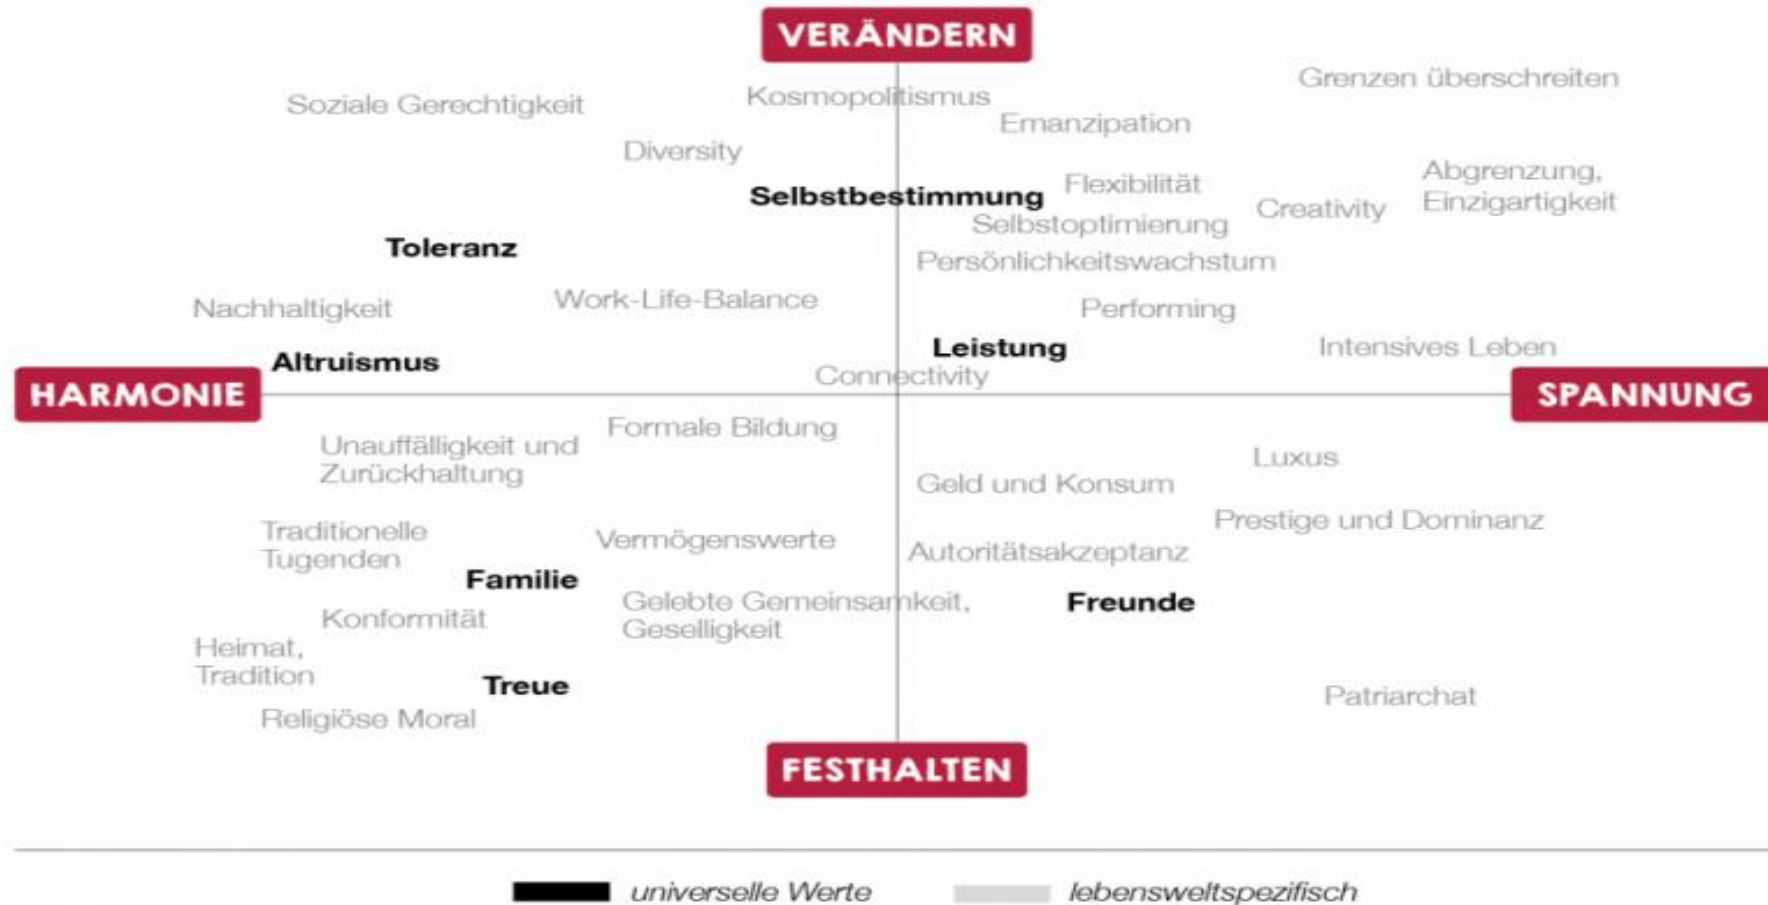 VERÄNDERN
Grenzen überschreiten
Soziale Gerechtigkeit
Kosmopolitismus
Emanzipation
Diversity
Abgrenzung,
Einzigartigkeit
Flexibilität
Selbstbestimmung
Creativity
Selbstoptimierung
Toleranz
Persönlichkeitswachstum
Work-Life-Balance
Nachhaltigkeit
Performing
Leistung
Intensives Leben
Altruismus
Connectivity
HARMONIE
SPANNUNG
Formale Bildung
Unauffälligkeit und
Zurückhaltung
Luxus
Geld und Konsum
Prestige und Dominanz
Traditionelle
Tugenden
Vermögenswerte
Autoritätsakzeptanz
Familie
Gelebte Gemeinsamkeit,
Geselligkeit
Freunde
Konformität
Heimat,
Tradition
Treue
Patriarchat
Religiöse Moral
FESTHALTEN
universelle Werte
lebensweltspezifisch